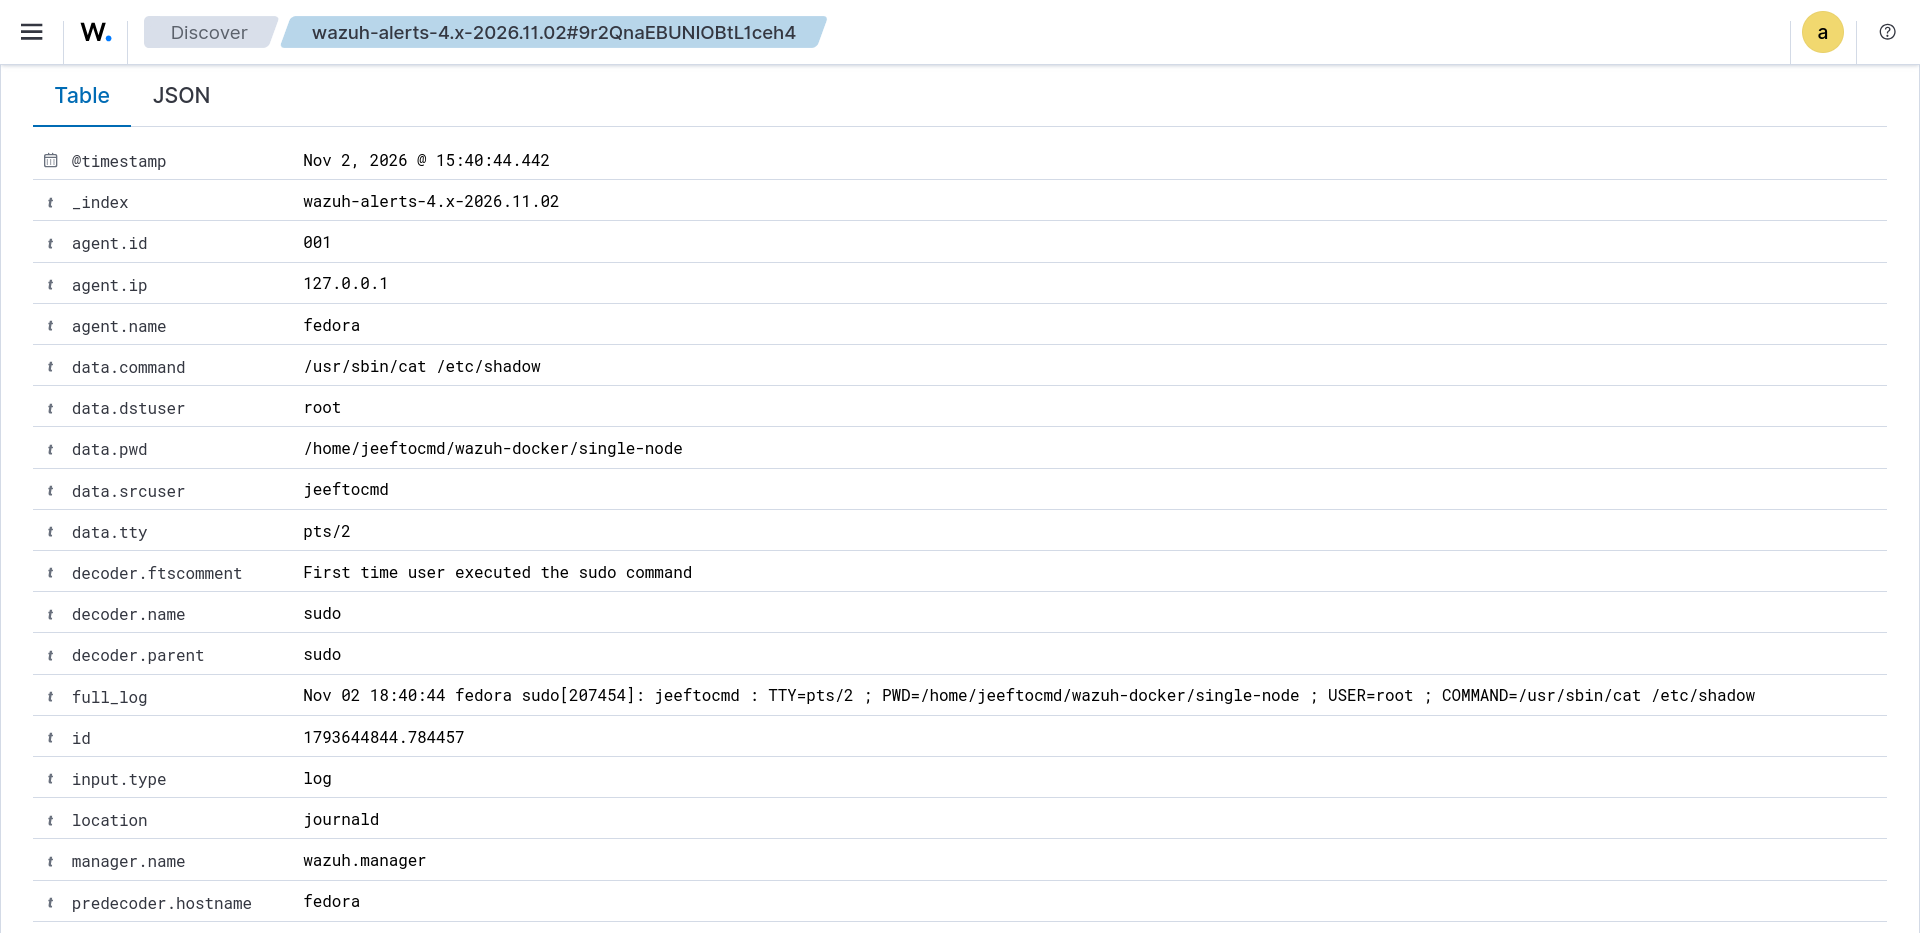 W. Discover wazuh-alerts-4.x-2026.11.02#9r2QnaEBUNIOBtL1ceh4 a
Table JSON
@timestamp Nov 2, 2026 @ 15:40:44.442
t _index wazuh-alerts-4.x-2026.11.02
t agent.id 001
t agent.ip 127.0.0.1
t agent.name fedora
t data.command /usr/sbin/cat /etc/shadow
t data.dstuser root
t data.pwd /home/jeeftocmd/wazuh-docker/single-node
t data.srcuser jeeftocmd
t data.tty pts/2
t decoder.ftscomment First time user executed the sudo command
t decoder.name sudo
t decoder.parent sudo
t full_log Nov 02 18:40:44 fedora sudo[207454]: jeeftocmd : TTY=pts/2 ; PWD=/home/jeeftocmd/wazuh-docker/single-node ; USER=root ; COMMAND=/usr/sbin/cat /etc/shadow
t id 1793644844.784457
t input.type log
t location journald
t manager.name wazuh.manager
t predecoder.hostname fedora